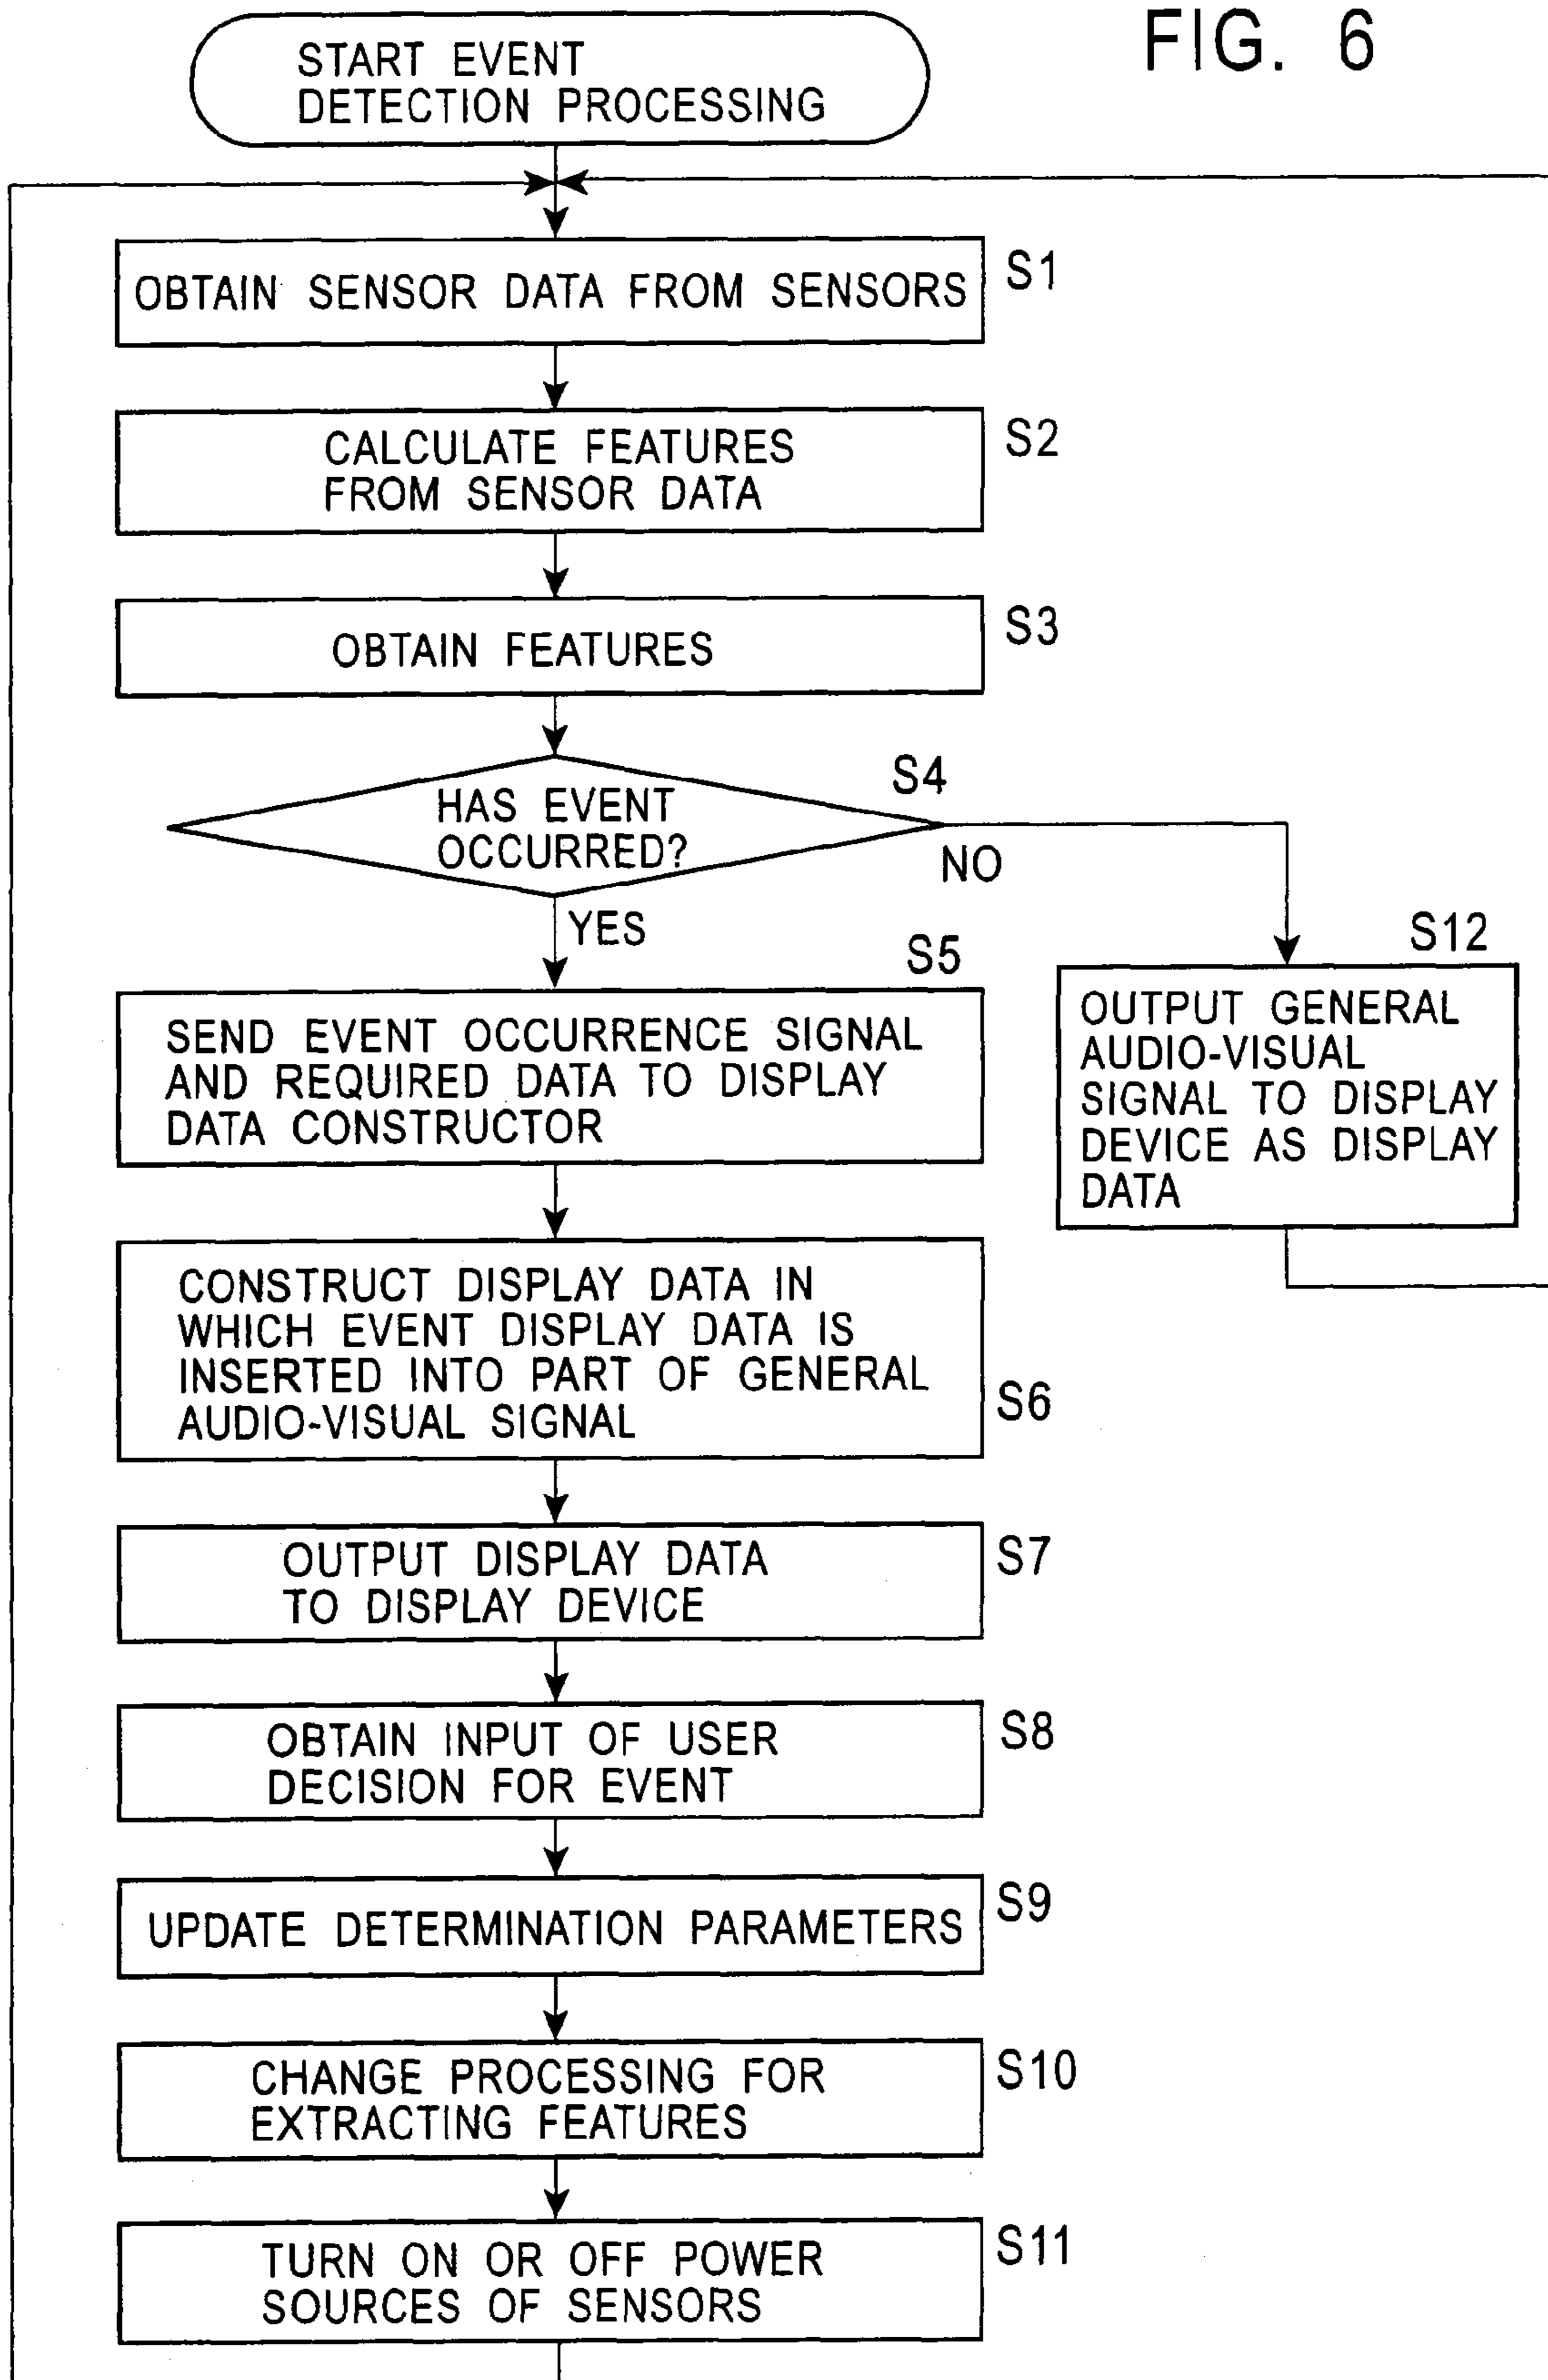 FIG. 6
START EVENT
DETECTION PROCESSING
OBTAIN SENSOR DATA FROM SENSORS
S1
CALCULATE FEATURES
FROM SENSOR DATA
S2
OBTAIN FEATURES
S3
HAS EVENT
OCCURRED?
S4
NO
YES
S5
SEND EVENT OCCURRENCE SIGNAL
AND REQUIRED DATA TO DISPLAY
DATA CONSTRUCTOR
S12
OUTPUT GENERAL
AUDIO-VISUAL
SIGNAL TO DISPLAY
DEVICE AS DISPLAY
DATA
CONSTRUCT DISPLAY DATA IN
WHICH EVENT DISPLAY DATA IS
INSERTED INTO PART OF GENERAL
AUDIO-VISUAL SIGNAL
S6
OUTPUT DISPLAY DATA
TO DISPLAY DEVICE
S7
OBTAIN INPUT OF USER
DECISION FOR EVENT
S8
UPDATE DETERMINATION PARAMETERS
S9
CHANGE PROCESSING FOR
EXTRACTING FEATURES
S10
TURN ON OR OFF POWER
SOURCES OF SENSORS
S11